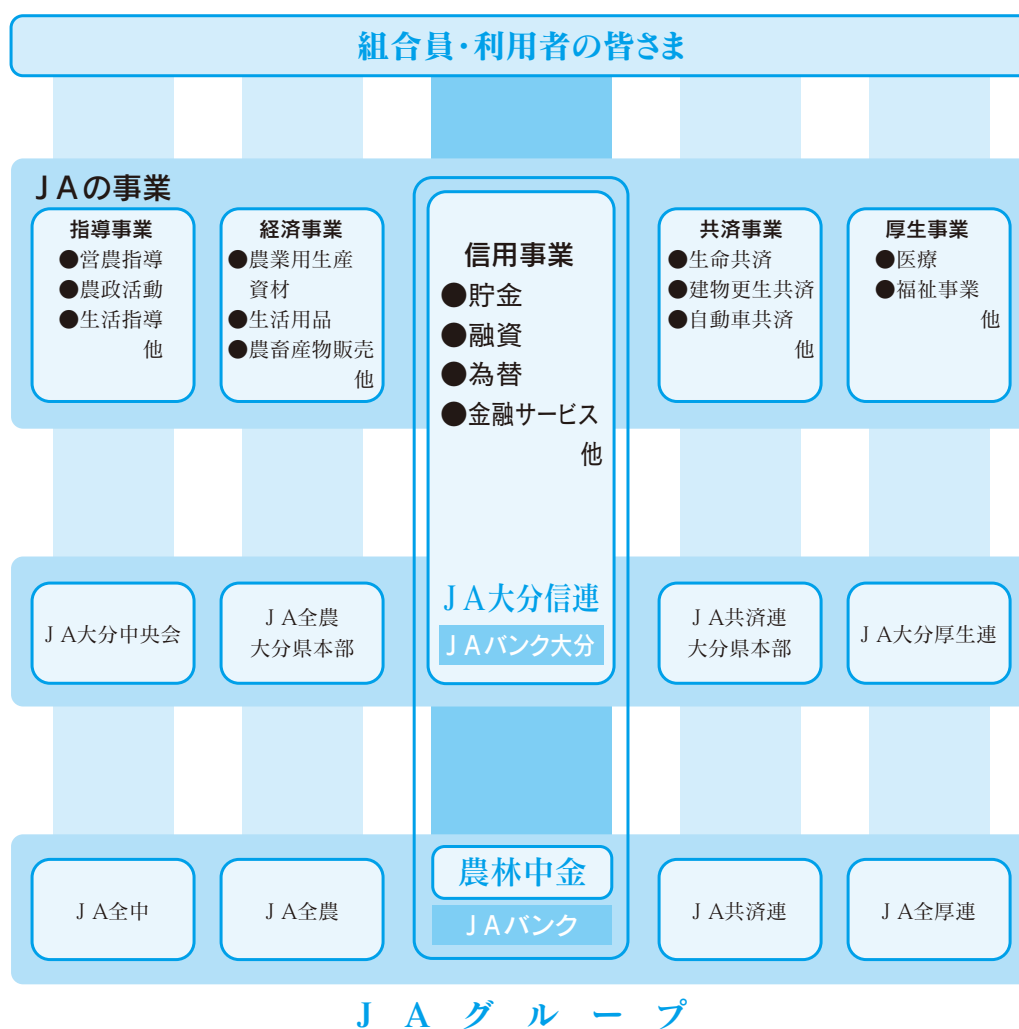 組合員・利用者の皆さま
JAの事業
指導事業
●営農指導
●農政活動
●生活指導
他
経済事業
●農業用生産
資材
●生活用品
●農畜産物販売
他
信用事業
●貯金
●融資
●為替
●金融サービス
他
共済事業
●生命共済
●建物更生共済
●自動車共済
他
厚生事業
●医療
●福祉事業
他
JA大分中央会
JA全農
大分県本部
JA大分信連
JAバンク大分
JA共済連
大分県本部
JA大分厚生連
JA全中
JA全農
農林中金
JAバンク
JA共済連
JA全厚連
JAグループ